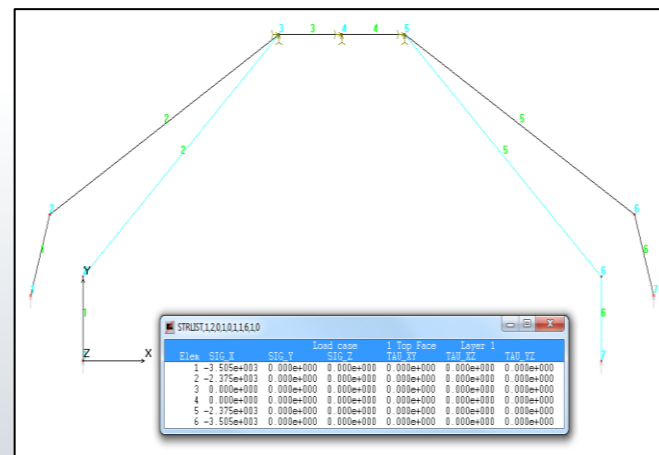 3 3 4 4 5
2 5
2 5
2 6
1 6
Y 6
1 6 7
Z X 7
STRLIST,1,2,0,1,0,1,1,6,1,0
Load case 1 Top Face Layer 1
Elem SIG_X SIG_Y SIG_Z TAU_XY TAU_XZ TAU_YZ
1 -3.505e+003 0.000e+000 0.000e+000 0.000e+000 0.000e+000 0.000e+000
2 -2.375e+003 0.000e+000 0.000e+000 0.000e+000 0.000e+000 0.000e+000
3 0.000e+000 0.000e+000 0.000e+000 0.000e+000 0.000e+000 0.000e+000
4 0.000e+000 0.000e+000 0.000e+000 0.000e+000 0.000e+000 0.000e+000
5 -2.375e+003 0.000e+000 0.000e+000 0.000e+000 0.000e+000 0.000e+000
6 -3.505e+003 0.000e+000 0.000e+000 0.000e+000 0.000e+000 0.000e+000